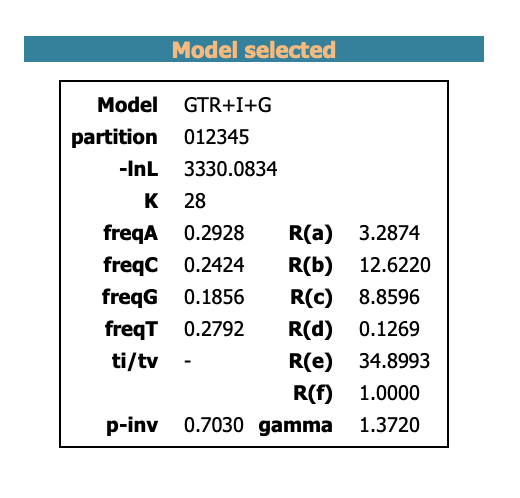 Model selected
Model GTR+I+G
partition 012345
-lnL 3330.0834
K 28
freqA 0.2928 R(a) 3.2874
freqC 0.2424 R(b) 12.6220
freqG 0.1856 R(c) 8.8596
freqT 0.2792 R(d) 0.1269
ti/tv - R(e) 34.8993
R(f) 1.0000
p-inv 0.7030 gamma 1.3720